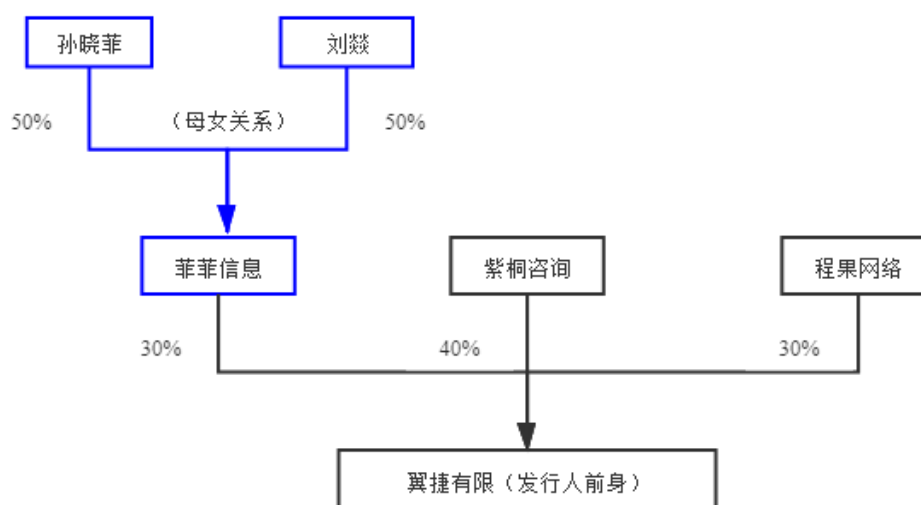 孙晓菲 刘燚
50% （母女关系） 50%
菲菲信息 紫桐咨询 程果网络
30% 40% 30%
翼捷有限（发行人前身）